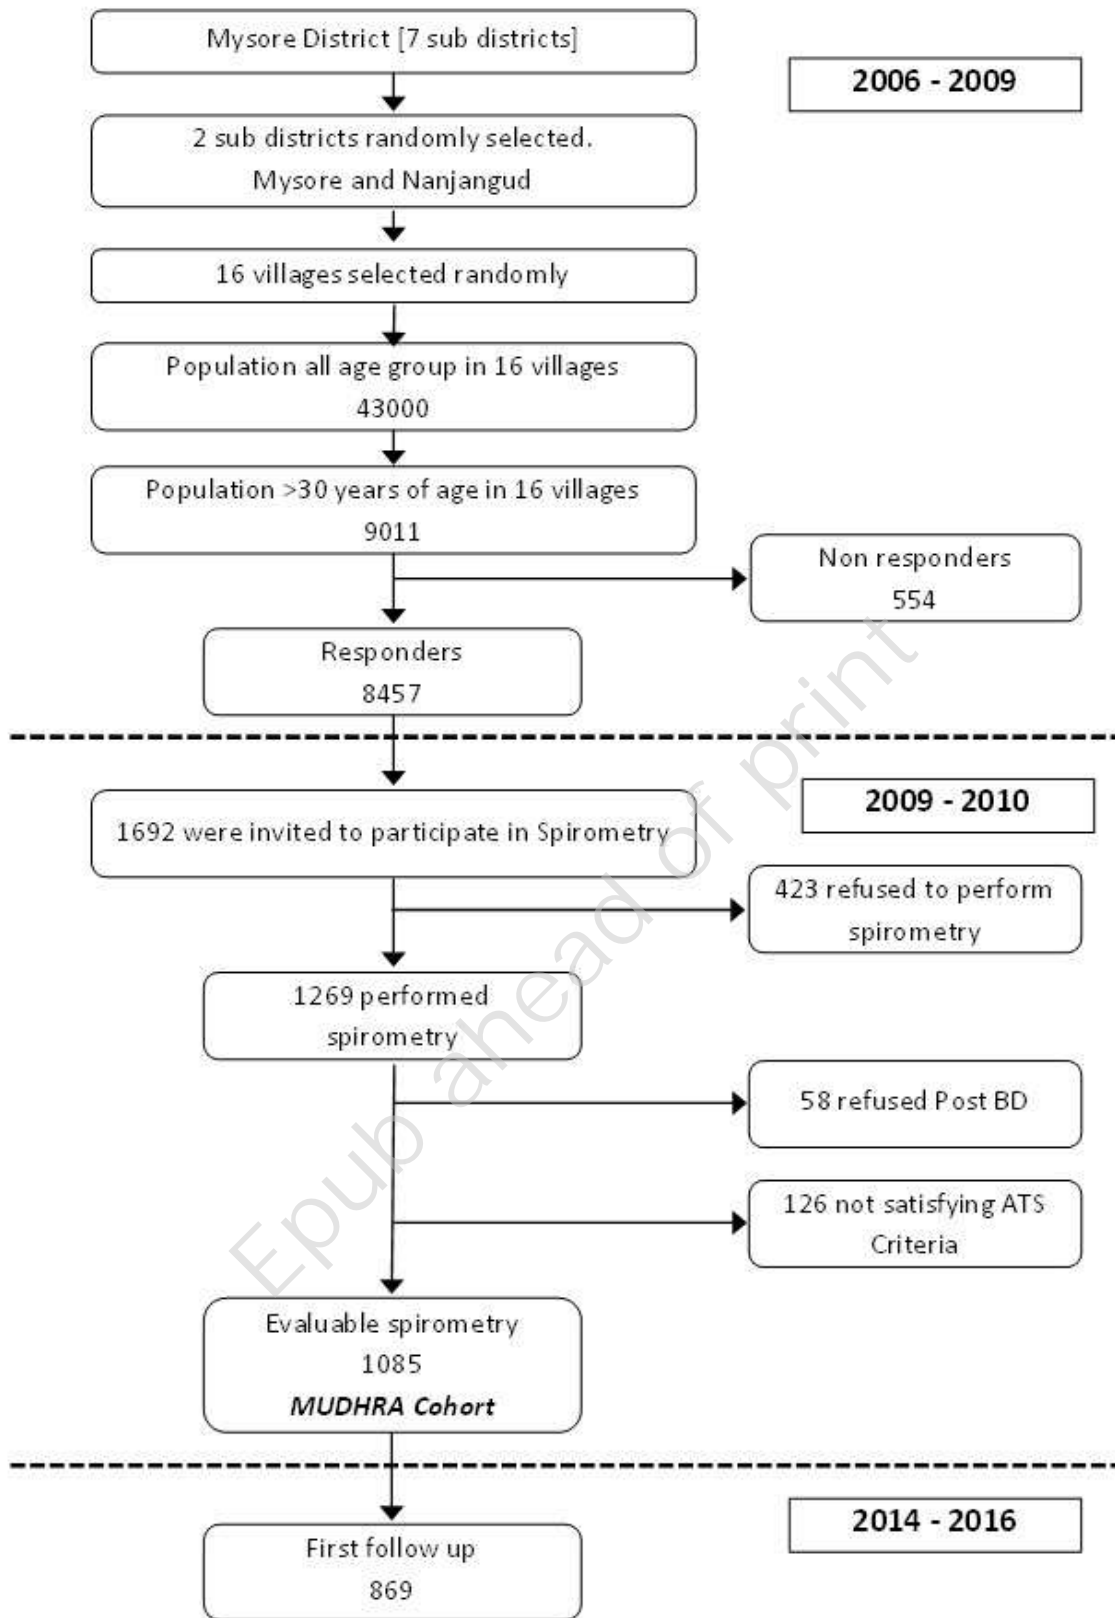 Mysore District [7 sub districts]
2006 - 2009
2 sub districts randomly selected.
Mysore and Nanjangud
16 villages selected randomly
Population all age group in 16 villages
43000
Population >30 years of age in 16 villages
9011
Non responders
554
Responders
8457
2009 - 2010
1692 were invited to participate in Spirometry
423 refused to perform
spirometry
1269 performed
spirometry
58 refused Post BD
126 not satisfying ATS
Criteria
Evaluable spirometry
1085
MUDHRA Cohort
2014 - 2016
First follow up
869
Epub ahead of print